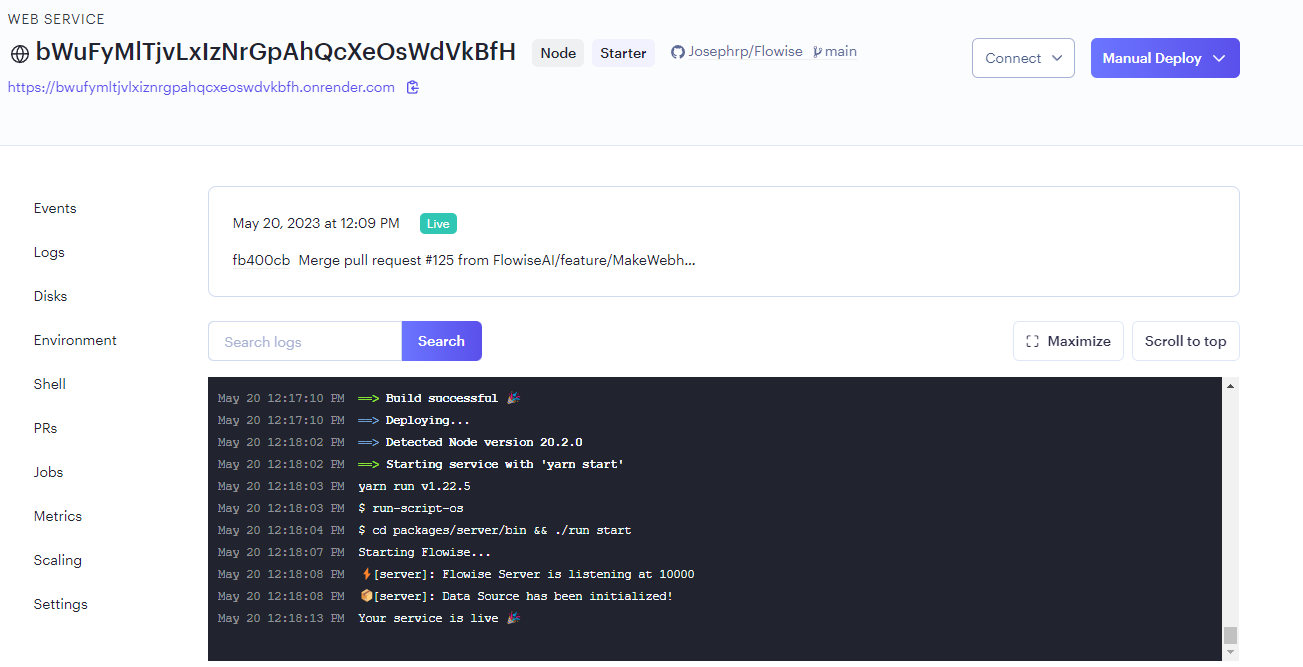 WEB SERVICE
bWuFyMlTjvLxIzNrGpAhQcXeOsWdVkBfH Node Starter Josephrp/Flowise main Connect Manual Deploy
https://bwufymltjvlxiznrgpahqcxeoswdvkbfh.onrender.com
Events
Logs
Disks
Environment
Shell
PRs
Jobs
Metrics
Scaling
Settings
May 20, 2023 at 12:09 PM Live
fb400cb Merge pull request #125 from FlowiseAI/feature/MakeWebh...
Search logs Search Maximize Scroll to top
May 20 12:17:10 PM ==> Build successful 🎉
May 20 12:17:10 PM ==> Deploying...
May 20 12:18:02 PM ==> Detected Node version 20.2.0
May 20 12:18:02 PM ==> Starting service with 'yarn start'
May 20 12:18:03 PM yarn run v1.22.5
May 20 12:18:03 PM $ run-script-os
May 20 12:18:04 PM $ cd packages/server/bin && ./run start
May 20 12:18:07 PM Starting Flowise...
May 20 12:18:08 PM ⚡[server]: Flowise Server is listening at 10000
May 20 12:18:08 PM 📦[server]: Data Source has been initialized!
May 20 12:18:13 PM Your service is live 🎉